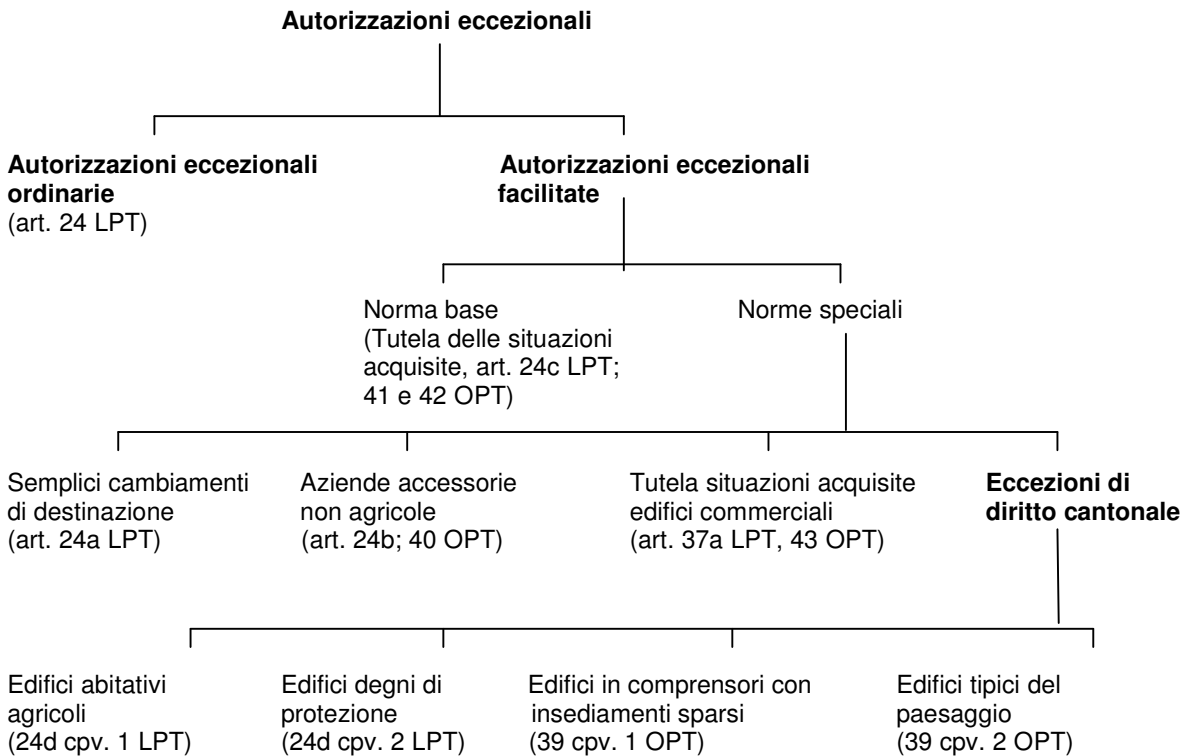 Autorizzazioni eccezionali
Autorizzazioni eccezionali
ordinarie
(art. 24 LPT)
Autorizzazioni eccezionali
facilitate
Norma base
(Tutela delle situazioni
acquisite, art. 24c LPT;
41 e 42 OPT)
Norme speciali
Semplici cambiamenti
di destinazione
(art. 24a LPT)
Aziende accessorie
non agricole
(art. 24b; 40 OPT)
Tutela situazioni acquisite
edifici commerciali
(art. 37a LPT, 43 OPT)
Eccezioni di
diritto cantonale
Edifici abitativi
agricoli
(24d cpv. 1 LPT)
Edifici degni di
protezione
(24d cpv. 2 LPT)
Edifici in comprensori con
insediamenti sparsi
(39 cpv. 1 OPT)
Edifici tipici del
paesaggio
(39 cpv. 2 OPT)